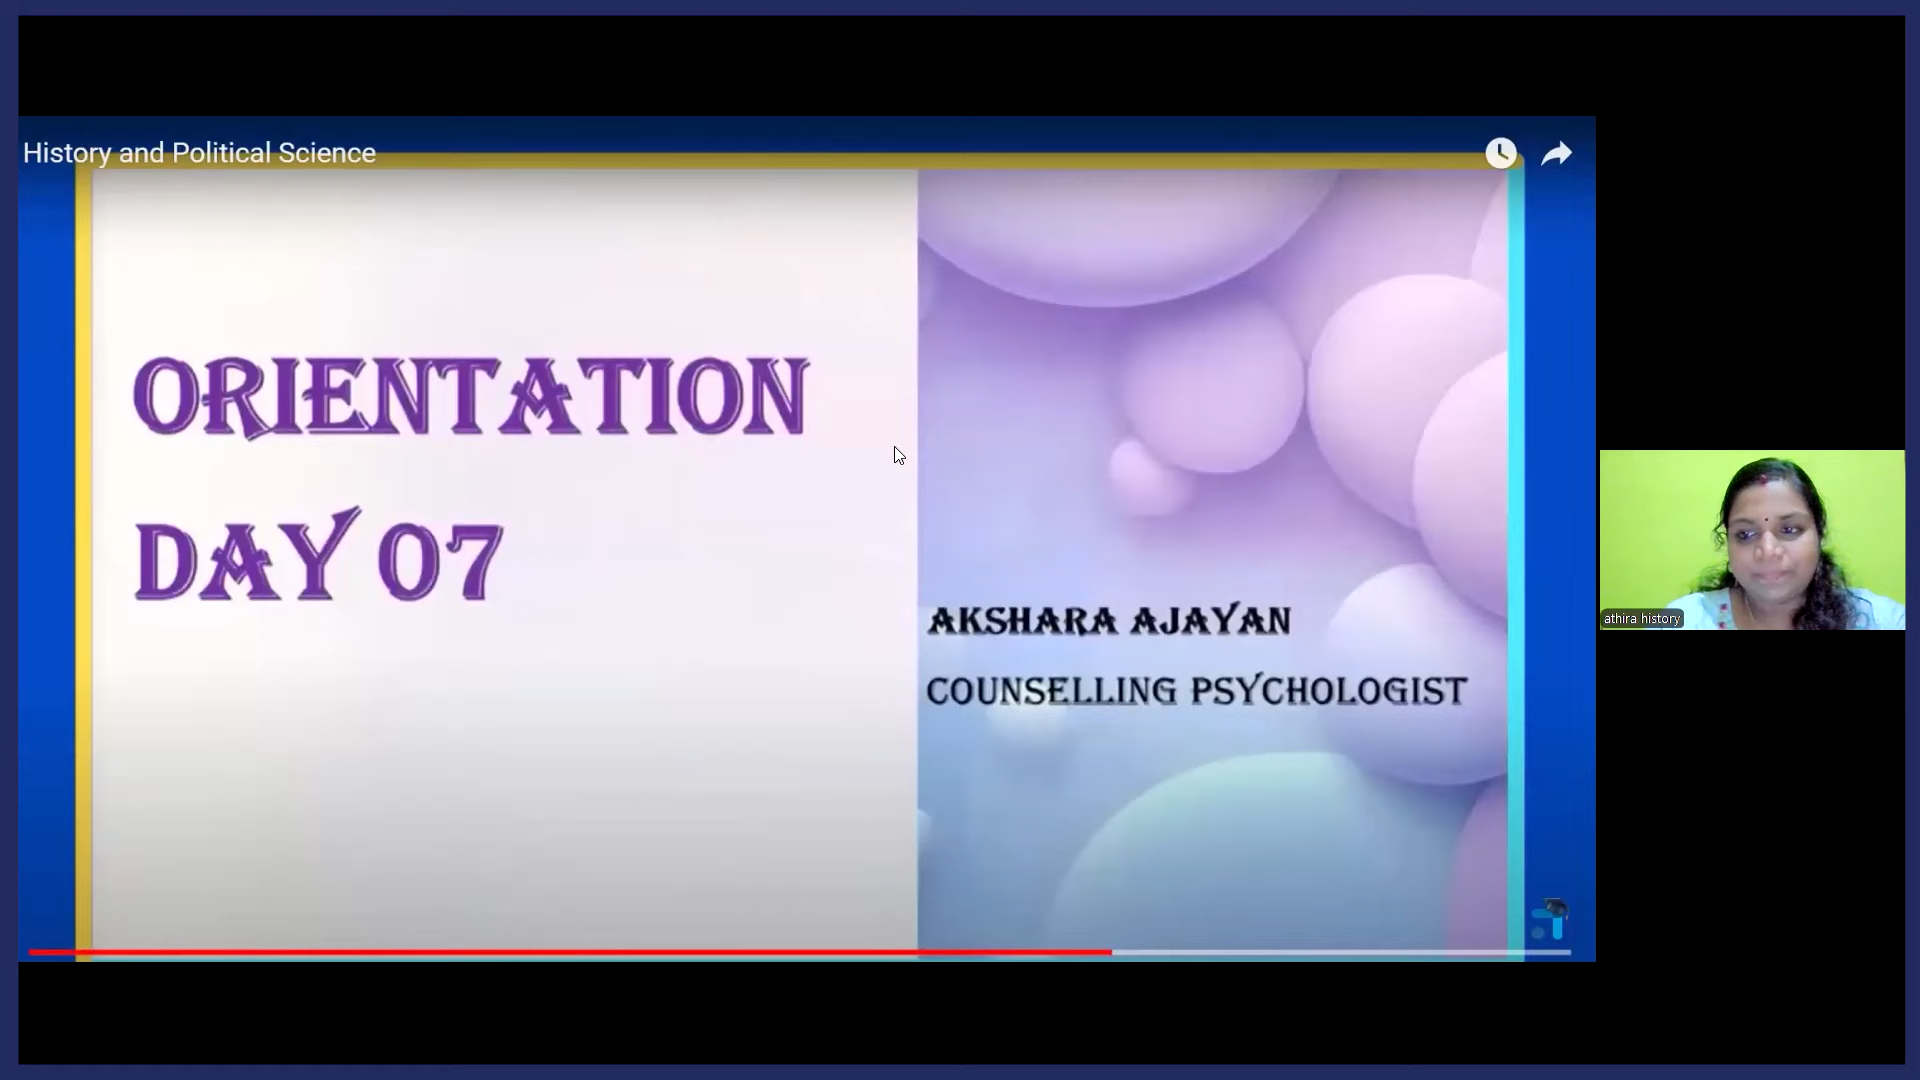 History and Political Science
ORIENTATION
DAY 07
AKSHARA AJAYAN
COUNSELLING PSYCHOLOGIST
athira history